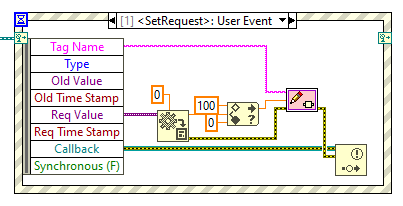 [1] <SetRequest>: User Event
Tag Name
Type
Old Value
Old Time Stamp
Req Value
Req Time Stamp
Callback
Synchronous (F)
0
100
0
?
!